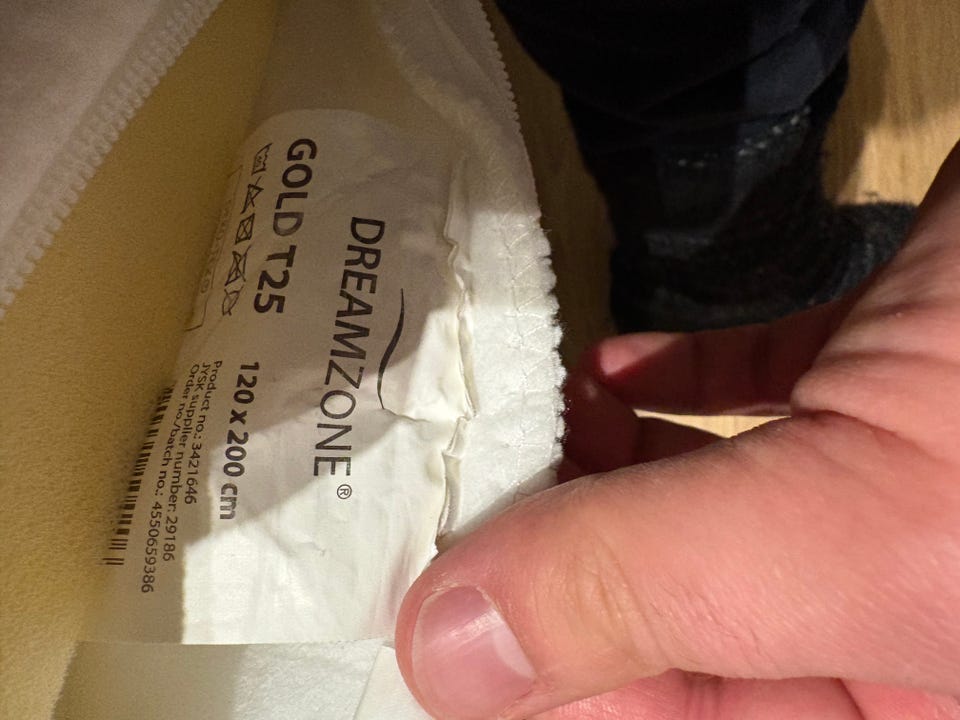 DREAMZONE®
GOLD T25
120 x 200 cm
Product no.: 3421646
JYSK supplier number: 29186
Order no./batch no.: 4550659386